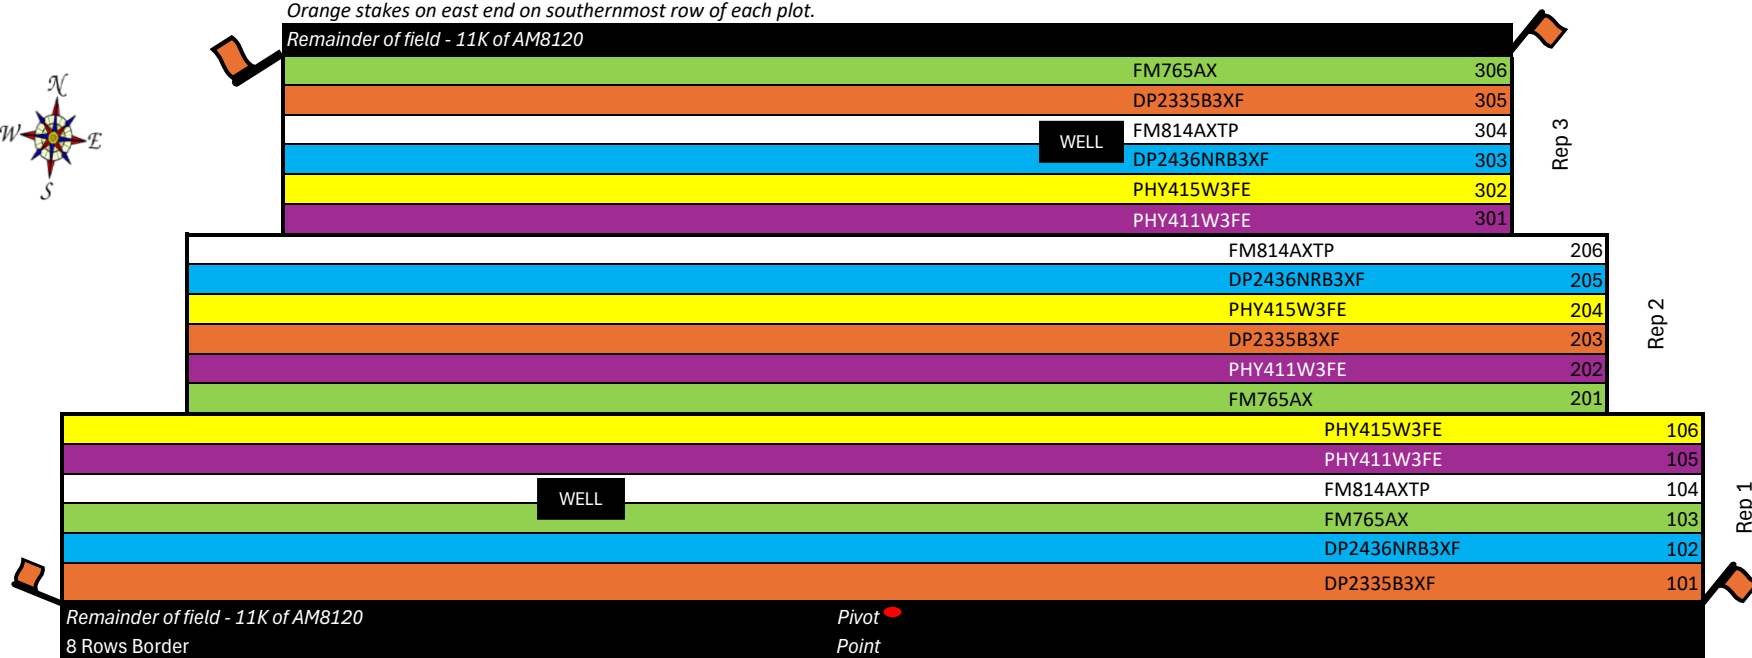 Orange stakes on east end on southernmost row of each plot.
Remainder of field - 11K of AM8120
N
W E
S
FM765AX 306
DP2335B3XF 305
WELL FM814AXTP 304
DP2436NRB3XF 303
PHY415W3FE 302
PHY411W3FE 301
Rep 3
FM814AXTP 206
DP2436NRB3XF 205
PHY415W3FE 204
DP2335B3XF 203
PHY411W3FE 202
FM765AX 201
Rep 2
PHY415W3FE 106
PHY411W3FE 105
WELL FM814AXTP 104
FM765AX 103
DP2436NRB3XF 102
DP2335B3XF 101
Rep 1
Remainder of field - 11K of AM8120 Pivot
8 Rows Border Point